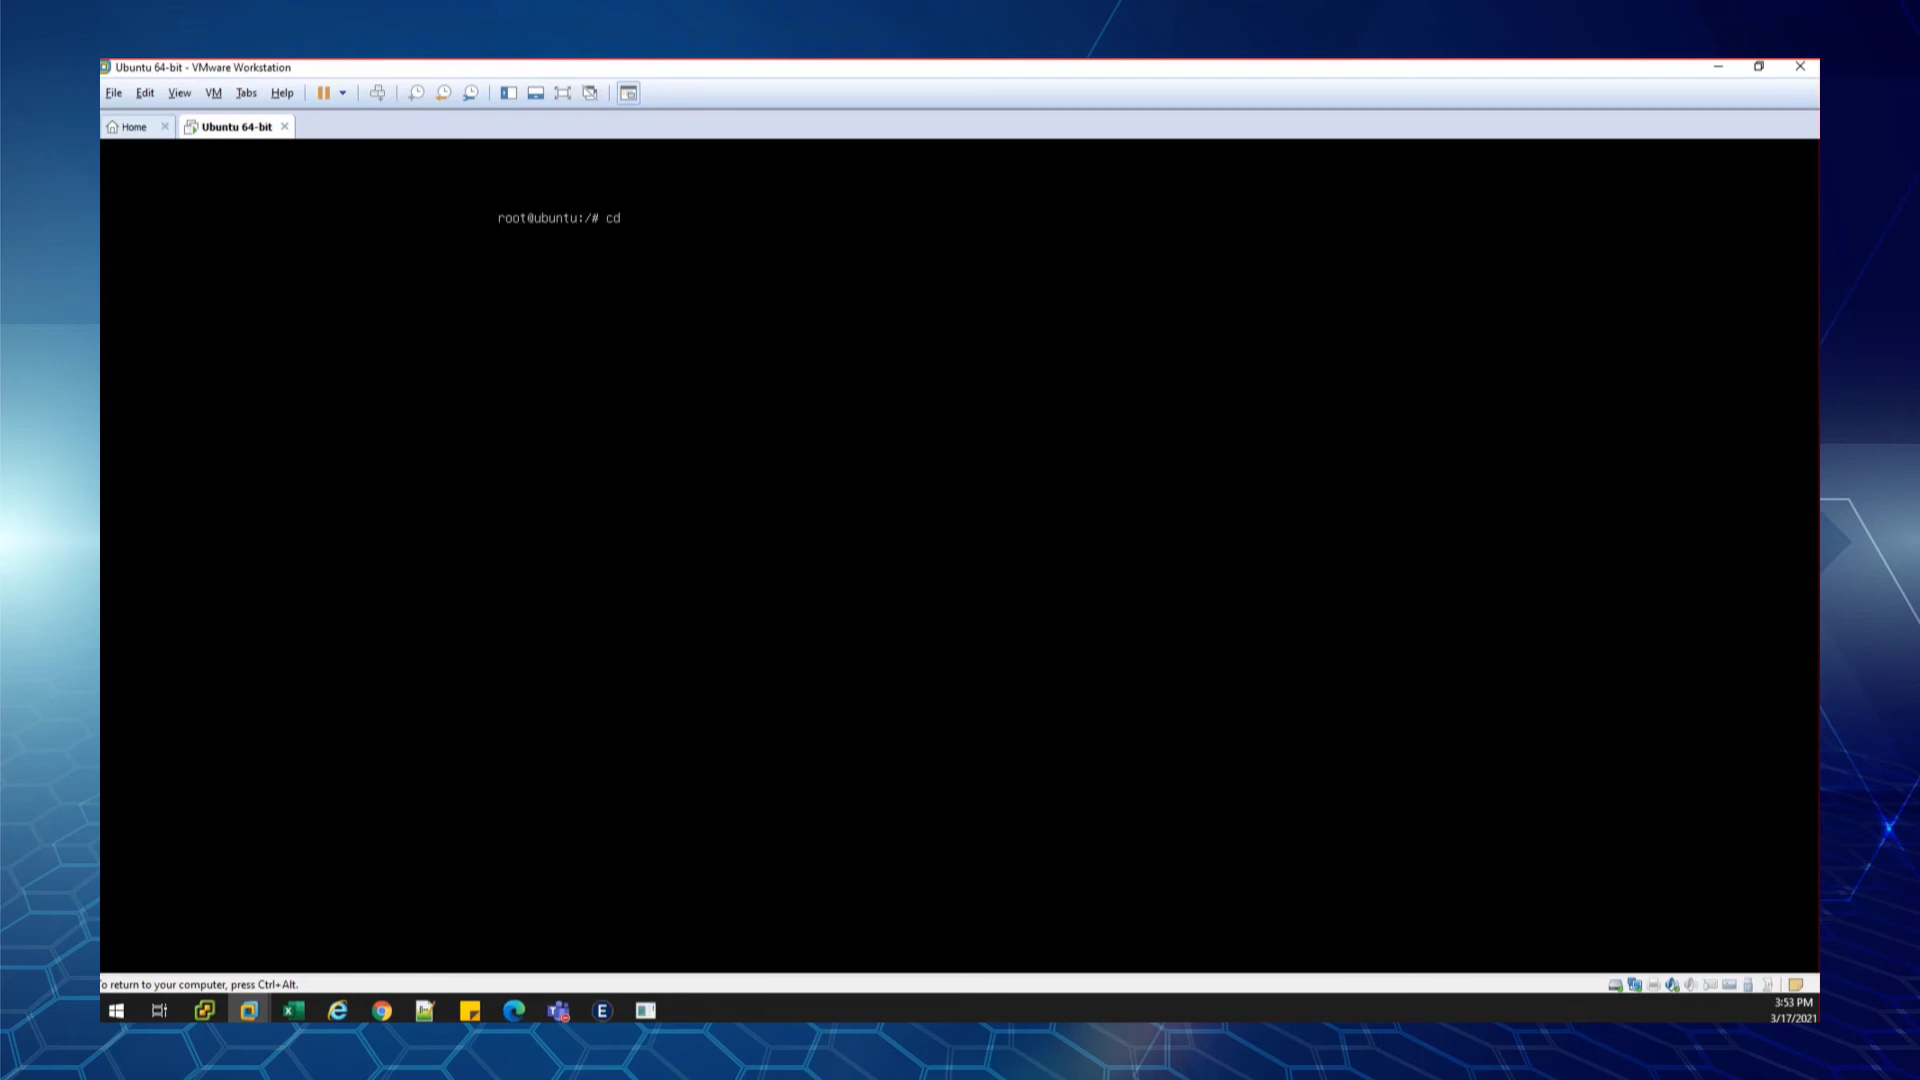 Ubuntu 64-bit - VMware Workstation
File Edit View VM Tabs Help
Home Ubuntu 64-bit
root@ubuntu:/# cd
o return to your computer, press Ctrl+Alt.
3:53 PM
3/17/2021